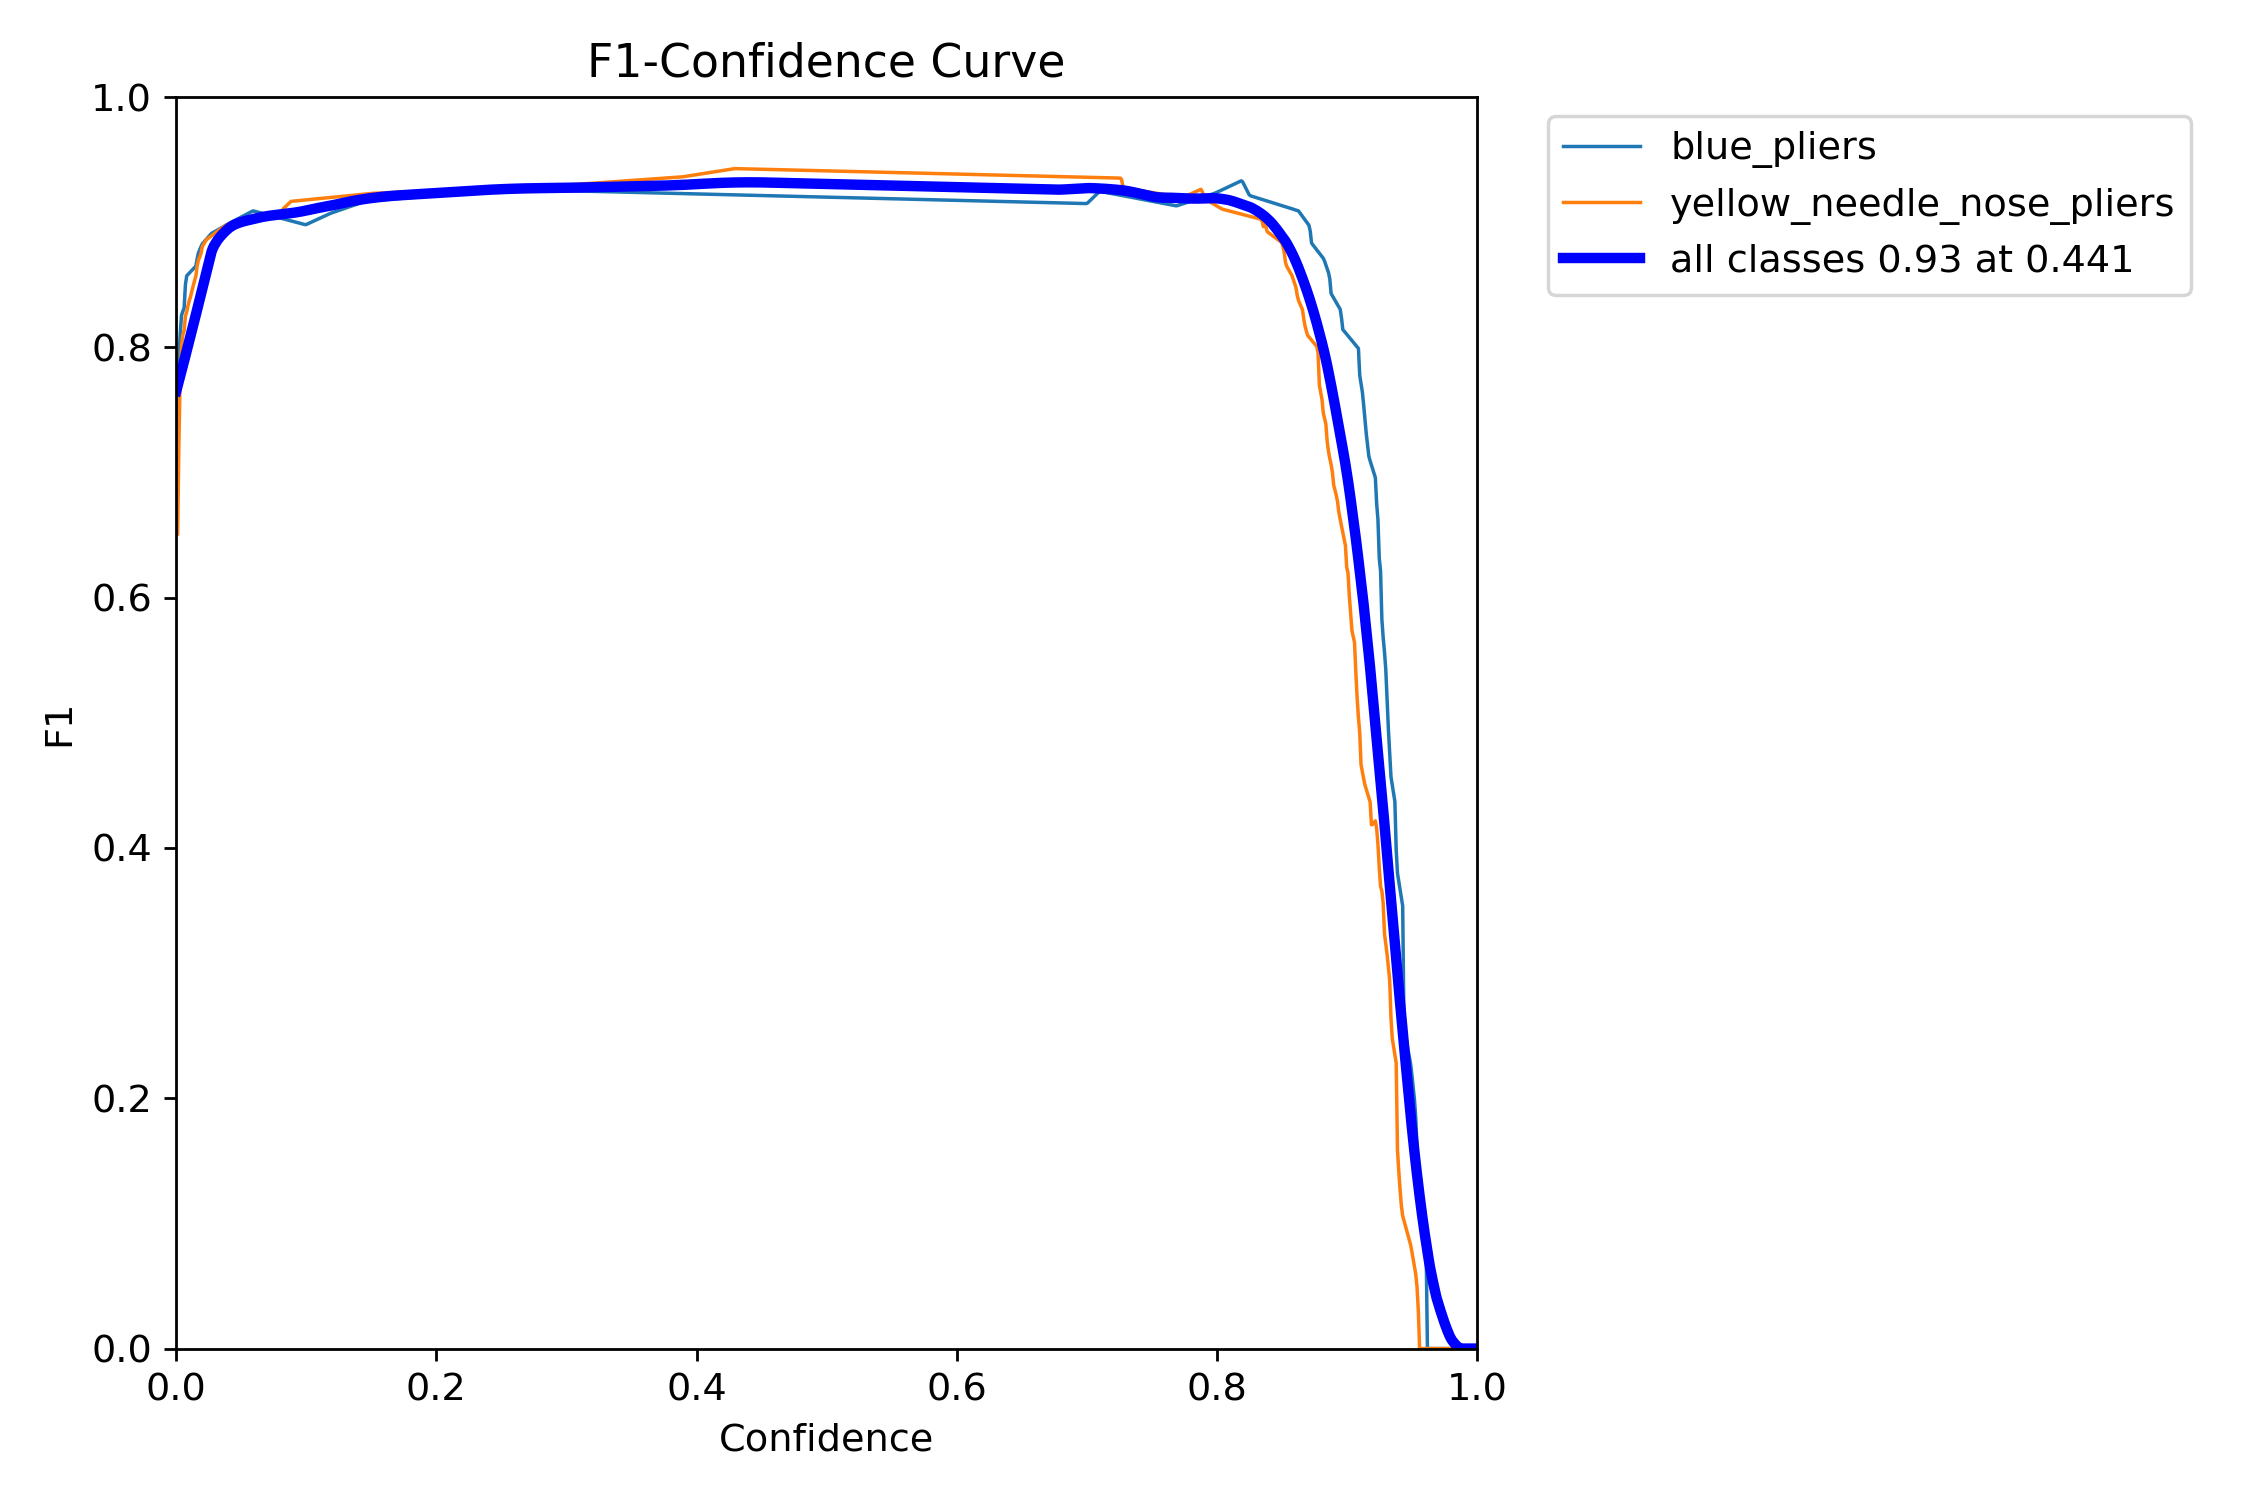 F1-Confidence Curve
1.0
0.8
0.6
0.4
0.2
0.0
F1
0.0 0.2 0.4 0.6 0.8 1.0
Confidence
blue_pliers
yellow_needle_nose_pliers
all classes 0.93 at 0.441